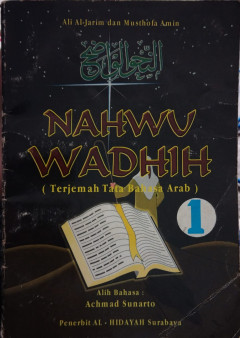 Ali Al-Jarim dan Musthofa Amin
النحو الواضح
NAHWU
WADHIH
( Terjemah Tata Bahasa Arab )
1
Alih Bahasa :
Achmad Sunarto
Penerbit AL - HIDAYAH Surabaya